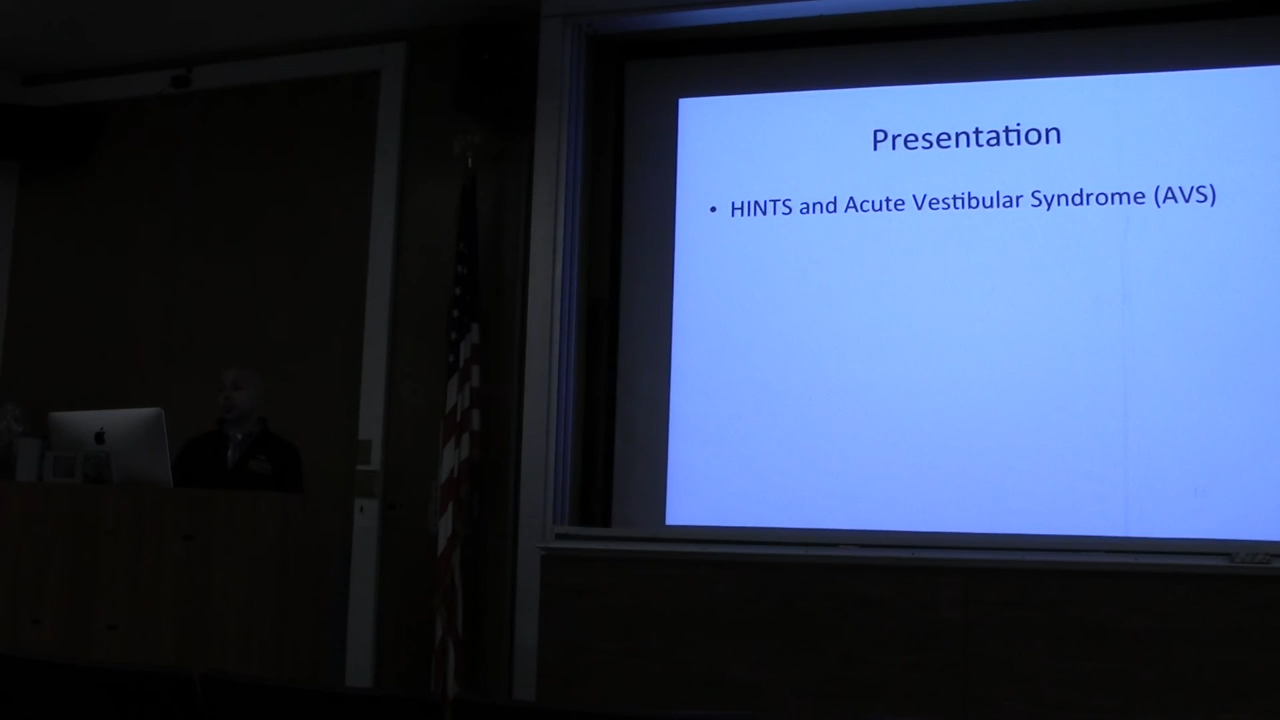 Presentation
• HINTS and Acute Vestibular Syndrome (AVS)